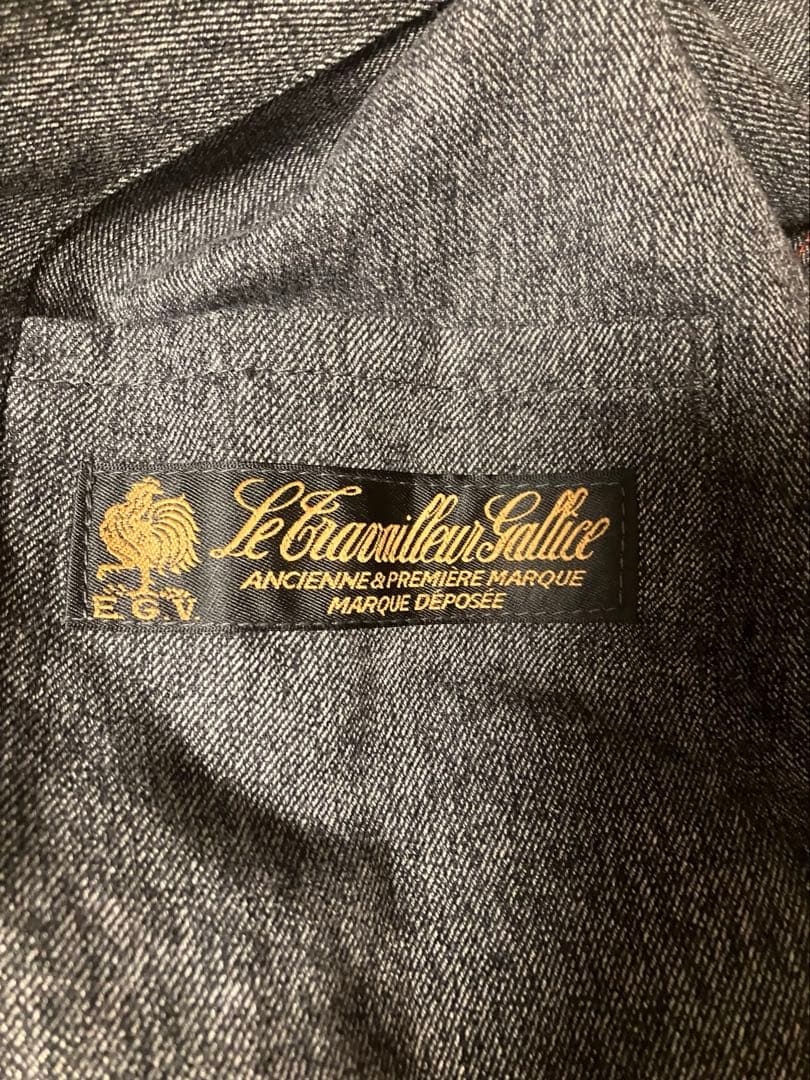 Le Travailleur Gallice
ANCIENNE & PREMIÈRE MARQUE
MARQUE DÉPOSÉE
E.G.V.